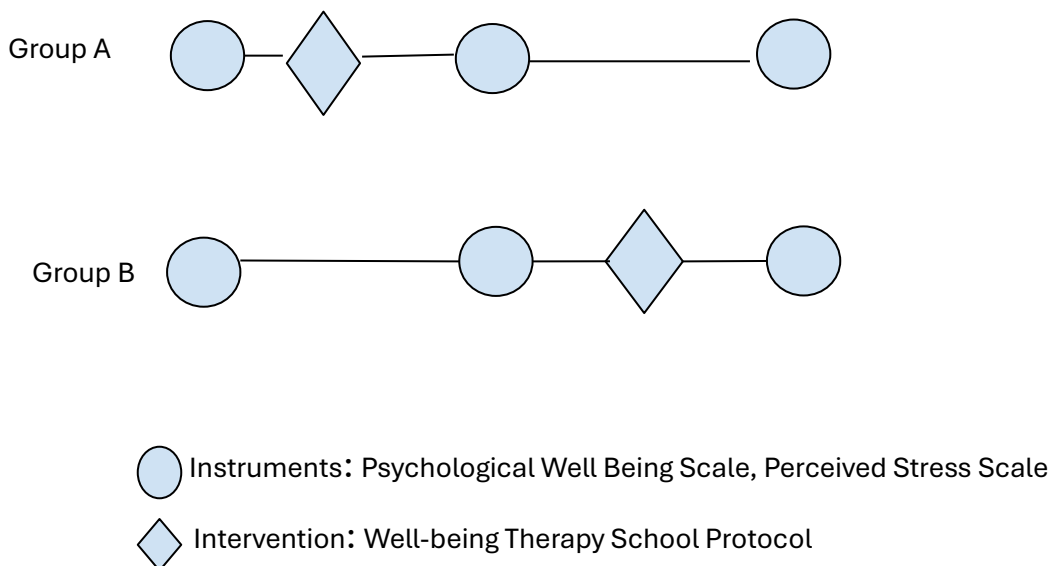 Group A
Group B
Instruments: Psychological Well Being Scale, Perceived Stress Scale
Intervention: Well-being Therapy School Protocol